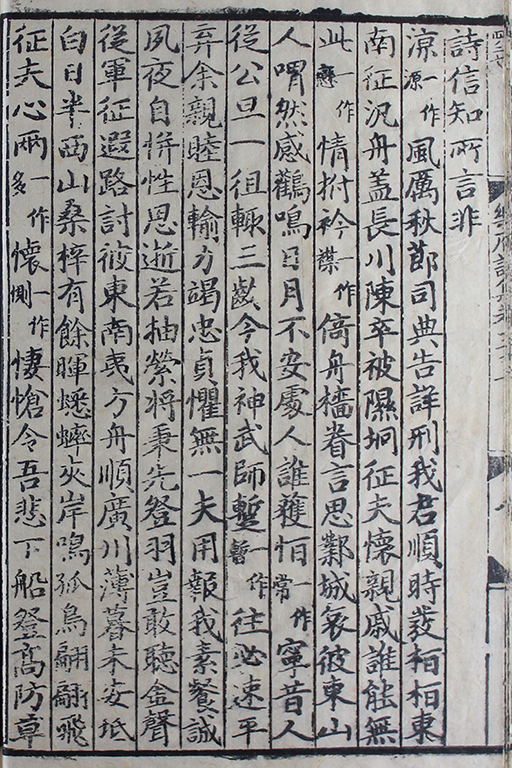 詩信知所言非
涼一作源風厲秋節司典告詳刑我君順時發桓桓東
南征汎舟蓋長川陳卒被隰坰征夫懷親戚誰能無
此一作戀情拊衿一作襟倚舟檣眷言思鄴城哀彼東山
人喟然感鸛鳴日月不安處人誰獲恒一作常寧昔人
從公旦一徂輒三齡今我神武師蹔一作暫往必速平
棄余親睦恩輸力竭忠貞懼無一夫用報我素餐誠
夙夜自恲性思逝若抽縈將秉先登羽豈敢聽金聲
從軍征遐路討彼東南夷方舟順廣川薄暮未安坻
白日半西山桑梓有餘暉蟋蟀夾岸鳴孤鳥翩翩飛
征夫心兩一作多懷一作惻悽愴令吾悲下船登高防草